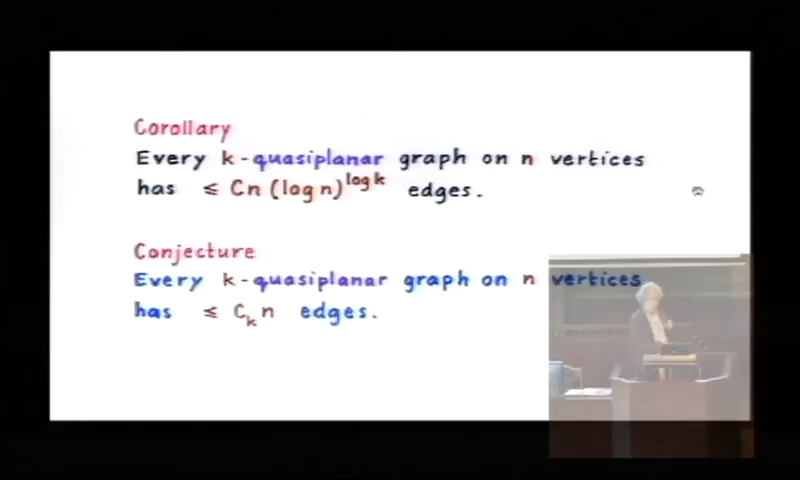 Corollary
Every k-quasiplanar graph on n vertices
has ≤ Cn (log n)^log k edges.
Conjecture
Every k-quasiplanar graph on n vertices
has ≤ C_k n edges.